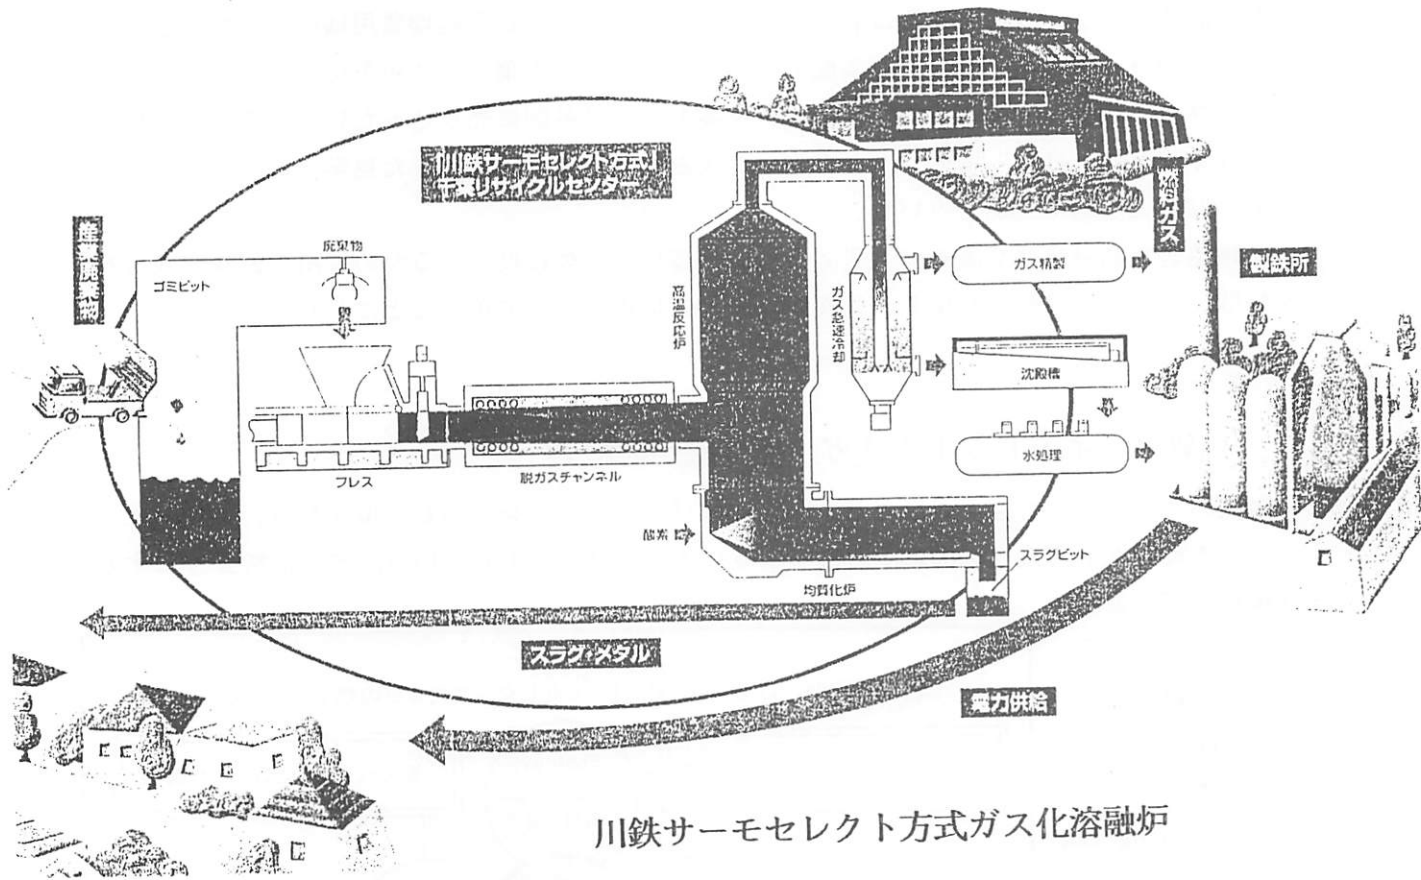 「川鉄サーモセレクト方式」
千葉リサイクルセンター
産業廃棄物
廃棄物
ゴミピット
プレス
脱ガスチャンネル
高温反応炉
ガス急速冷却
ガス精製
燃料ガス
製鉄所
沈殿槽
水処理
酸素
均質化炉
スラグピット
スラグ・メタル
電力供給
川鉄サーモセレクト方式ガス化溶融炉